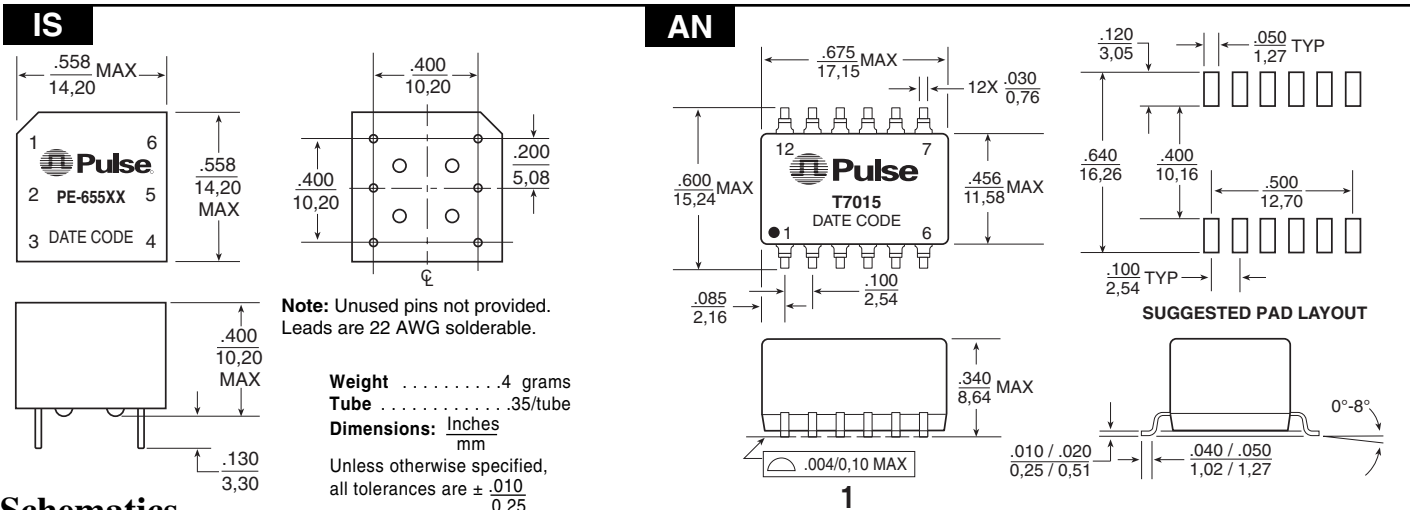 IS
.558
14,20
MAX
1
6
Pulse
2
PE-655XX
5
3
DATE CODE
4
.558
14,20
MAX
.400
10,20
.400
10,20
.200
5,08
℄
.400
10,20
MAX
.130
3,30
Note: Unused pins not provided.
Leads are 22 AWG solderable.
Weight . . . . . . . . . .4 grams
Tube . . . . . . . . . . . . .35/tube
Dimensions: Inches
mm
Unless otherwise specified,
all tolerances are ± .010
0,25
Schematics
AN
.675
17,15
MAX
12X .030
0,76
12
7
Pulse
T7015
DATE CODE
1
6
.600
15,24
MAX
.456
11,58
MAX
.085
2,16
.100
2,54
.340
8,64
MAX
.004/0,10 MAX
1
.120
3,05
.050
1,27
TYP
.640
16,26
.400
10,16
.500
12,70
.100
2,54
TYP
SUGGESTED PAD LAYOUT
0°-8°
.010 / .020
0,25 / 0,51
.040 / .050
1,02 / 1,27